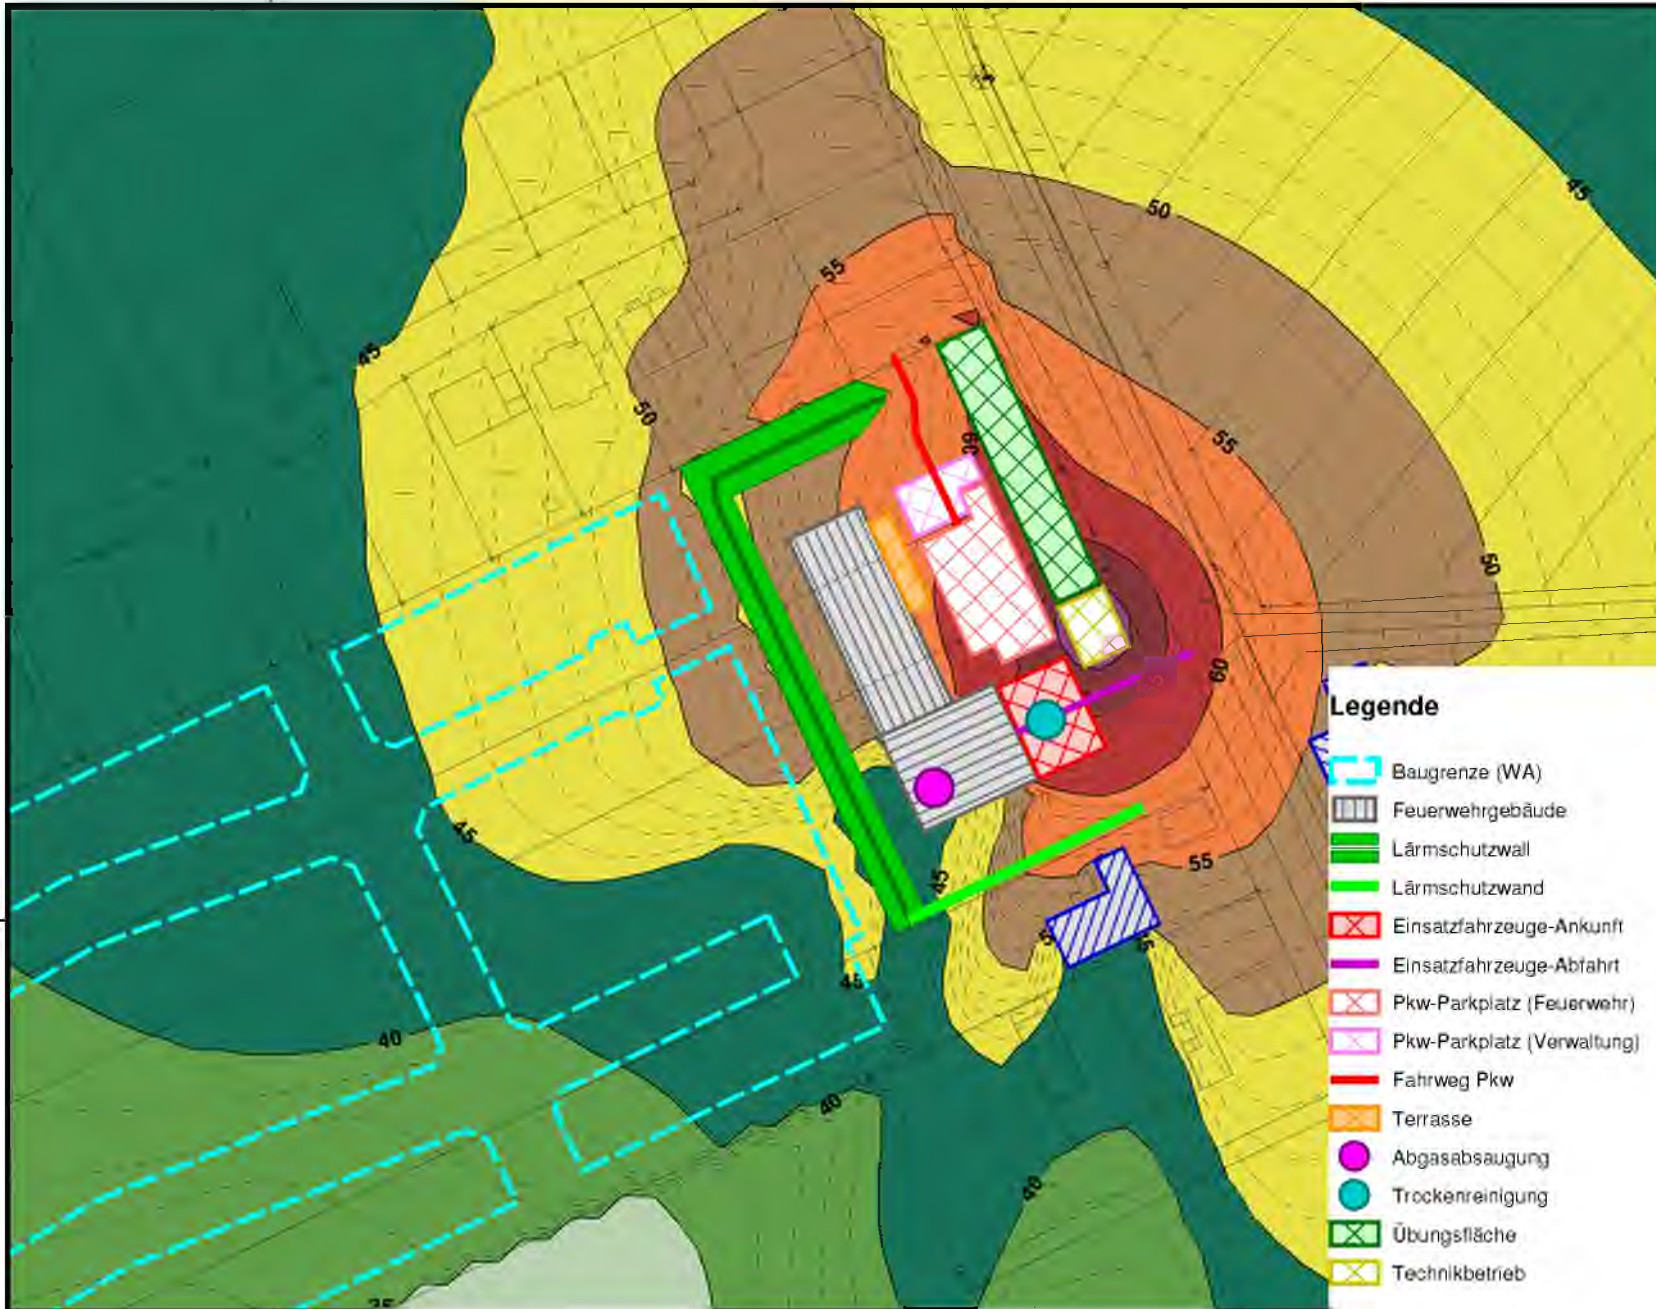 45
50
55
45
50
60
55
50
60
45
55
45
45
40
40
40
35
Legende
Baugrenze (WA)
Feuerwehrgebäude
Lärmschutzwall
Lärmschutzwand
Einsatzfahrzeuge-Ankunft
Einsatzfahrzeuge-Abfahrt
Pkw-Parkplatz (Feuerwehr)
Pkw-Parkplatz (Verwaltung)
Fahrweg Pkw
Terrasse
Abgasabsaugung
Trockenreinigung
Übungsfläche
Technikbetrieb